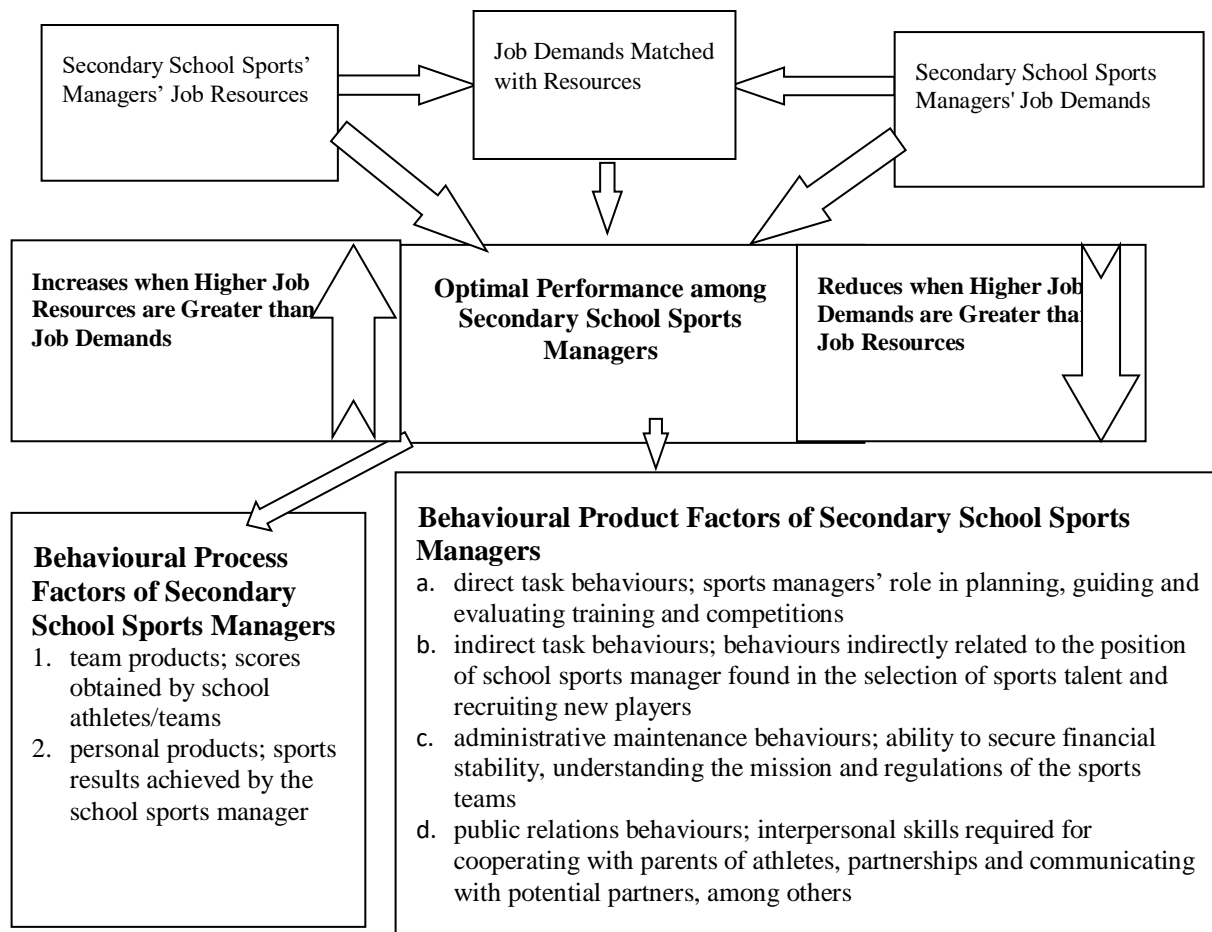 Secondary School Sports’
Managers’ Job Resources
Job Demands Matched
with Resources
Secondary School Sports
Managers' Job Demands
Increases when Higher Job
Resources are Greater than
Job Demands
Optimal Performance among
Secondary School Sports
Managers
Reduces when Higher Job
Demands are Greater tha
Job Resources
Behavioural Process
Factors of Secondary
School Sports Managers
1. team products; scores
obtained by school
athletes/teams
2. personal products; sports
results achieved by the
school sports manager
Behavioural Product Factors of Secondary School Sports
Managers
a. direct task behaviours; sports managers’ role in planning, guiding and
evaluating training and competitions
b. indirect task behaviours; behaviours indirectly related to the position
of school sports manager found in the selection of sports talent and
recruiting new players
c. administrative maintenance behaviours; ability to secure financial
stability, understanding the mission and regulations of the sports
teams
d. public relations behaviours; interpersonal skills required for
cooperating with parents of athletes, partnerships and communicating
with potential partners, among others